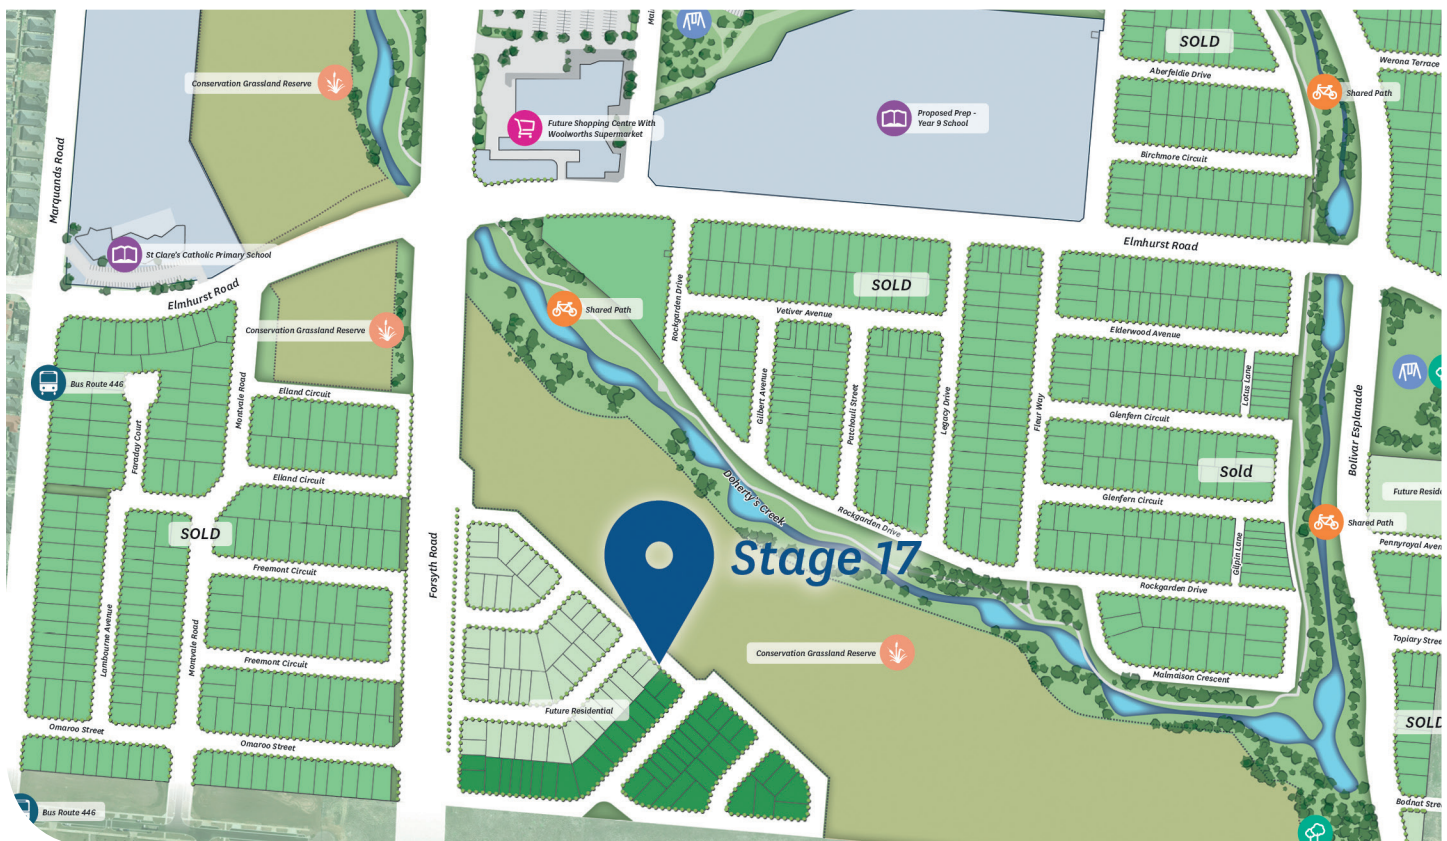 SOLD
Werona Terrace
Aberfeldie Drive
Conservation Grassland Reserve
Shared Path
Future Shopping Centre With
Woolworths Supermarket
Proposed Prep -
Year 9 School
Birchmore Circuit
Marquands Road
St Clare's Catholic Primary School
Elmhurst Road
Elmhurst Road
Rockgarden Drive
SOLD
Shared Path
Vetiver Avenue
Conservation Grassland Reserve
Elderwood Avenue
Bus Route 446
Elland Circuit
Montvale Road
Gilbert Avenue
Patchouli Street
Legacy Drive
Fleur Way
Lotus Lane
Glenfern Circuit
Bolivar Esplanade
Faraday Court
Elland Circuit
Doherty's Creek
Sold
Glenfern Circuit
Future
Rockgarden Drive
SOLD
Shared Path
Forsyth Road
Stage 17
Gilpin Lane
Pennyroyal
Freemont Circuit
Rockgarden Drive
Lambourne Avenue
Montvale Road
Topiary
Freemont Circuit
Conservation Grassland Reserve
Malmaison Crescent
Future Residential
SOLD
Omaroo Street
Omaroo Street
Bus Route 446
Bodnat